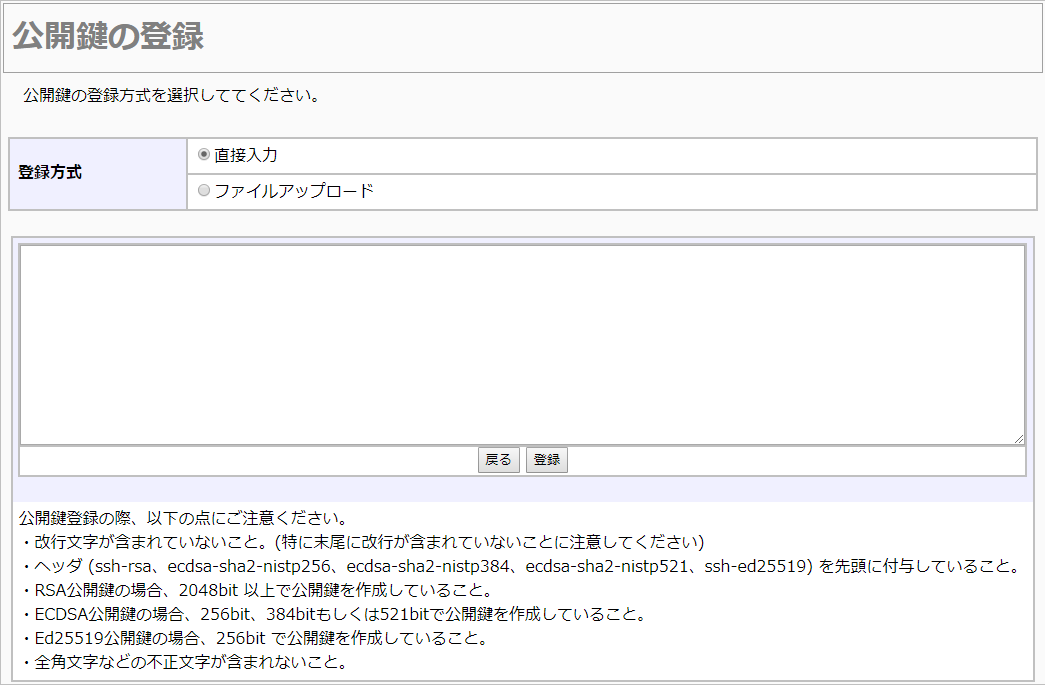 公開鍵の登録
公開鍵の登録方式を選択しててください。
登録方式
直接入力
ファイルアップロード
戻る 登録
公開鍵登録の際、以下の点にご注意ください。
・改行文字が含まれていないこと。(特に末尾に改行が含まれていないことに注意してください)
・ヘッダ (ssh-rsa、ecdsa-sha2-nistp256、ecdsa-sha2-nistp384、ecdsa-sha2-nistp521、ssh-ed25519) を先頭に付与していること。
・RSA公開鍵の場合、2048bit 以上で公開鍵を作成していること。
・ECDSA公開鍵の場合、256bit、384bitもしくは521bitで公開鍵を作成していること。
・Ed25519公開鍵の場合、256bit で公開鍵を作成していること。
・全角文字などの不正文字が含まれないこと。